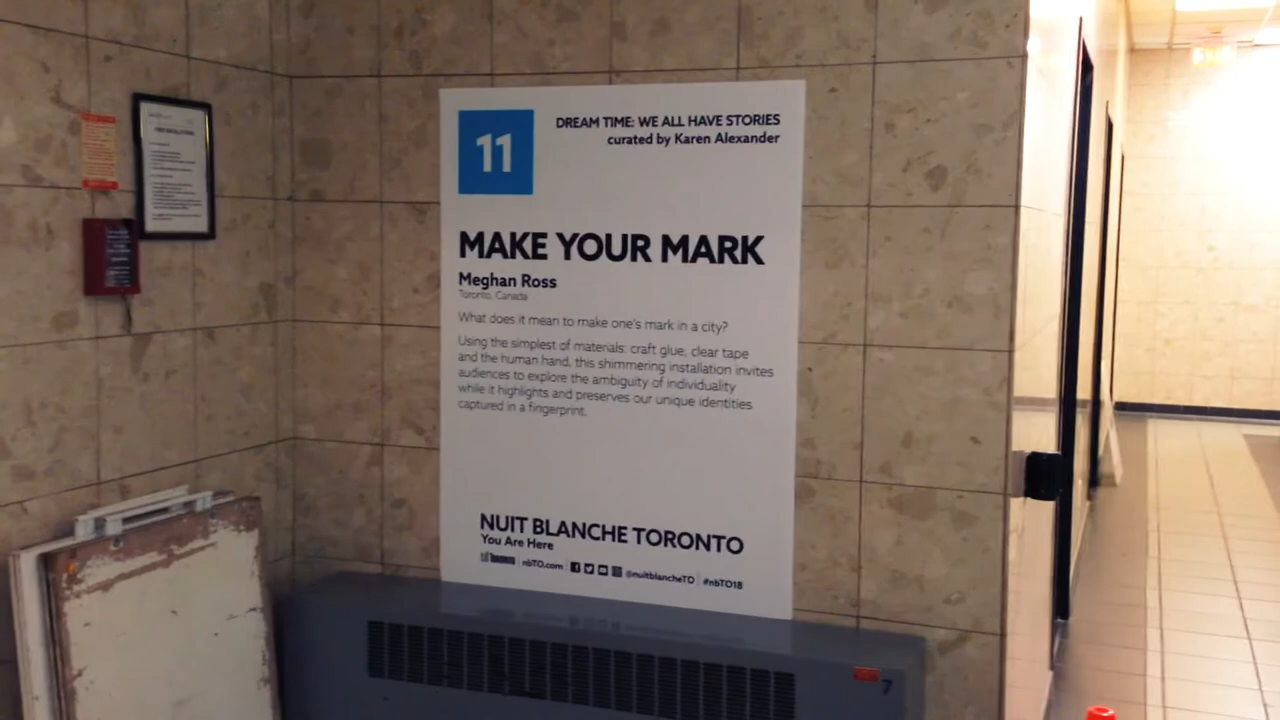 11
DREAM TIME: WE ALL HAVE STORIES
curated by Karen Alexander
MAKE YOUR MARK
Meghan Ross
Toronto, Canada
What does it mean to make one's mark in a city?
Using the simplest of materials: craft glue, clear tape
and the human hand, this shimmering installation invites
audiences to explore the ambiguity of individuality
while it highlights and preserves our unique identities
captured in a fingerprint.
NUIT BLANCHE TORONTO
You Are Here
nbTO.com @nuitblancheTO #nbTO18
7